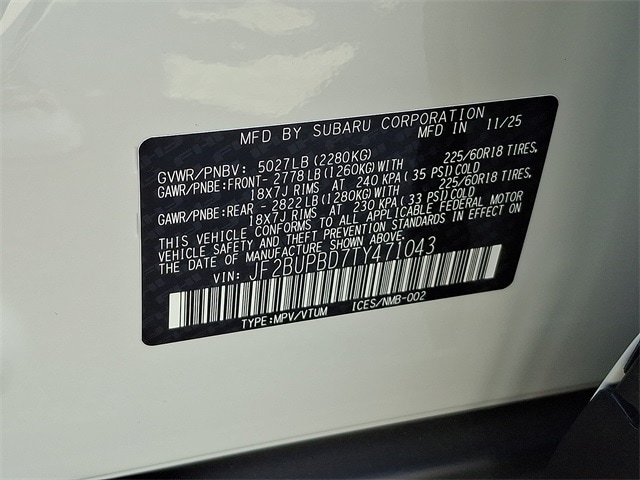 MFD BY SUBARU CORPORATION
MFD IN 11/25
GVWR/PNBV: 5027LB(2280KG)
GAWR/PNBE:FRONT-2778LB(1260KG)WITH 225/60R18 TIRES,
18X7J RIMS AT 240 KPA(35 PSI)COLD
GAWR/PNBE:REAR -2822LB(1280KG)WITH 225/60R18 TIRES,
18X7J RIMS AT 230 KPA(33 PSI)COLD
THIS VEHICLE CONFORMS TO ALL APPLICABLE FEDERAL MOTOR
VEHICLE SAFETY AND THEFT PREVENTION STANDARDS IN EFFECT ON
THE DATE OF MANUFACTURE SHOWN ABOVE.
VIN: JF2BUPBD7TY471043
TYPE:MPV/VTUM ICES/NMB-002